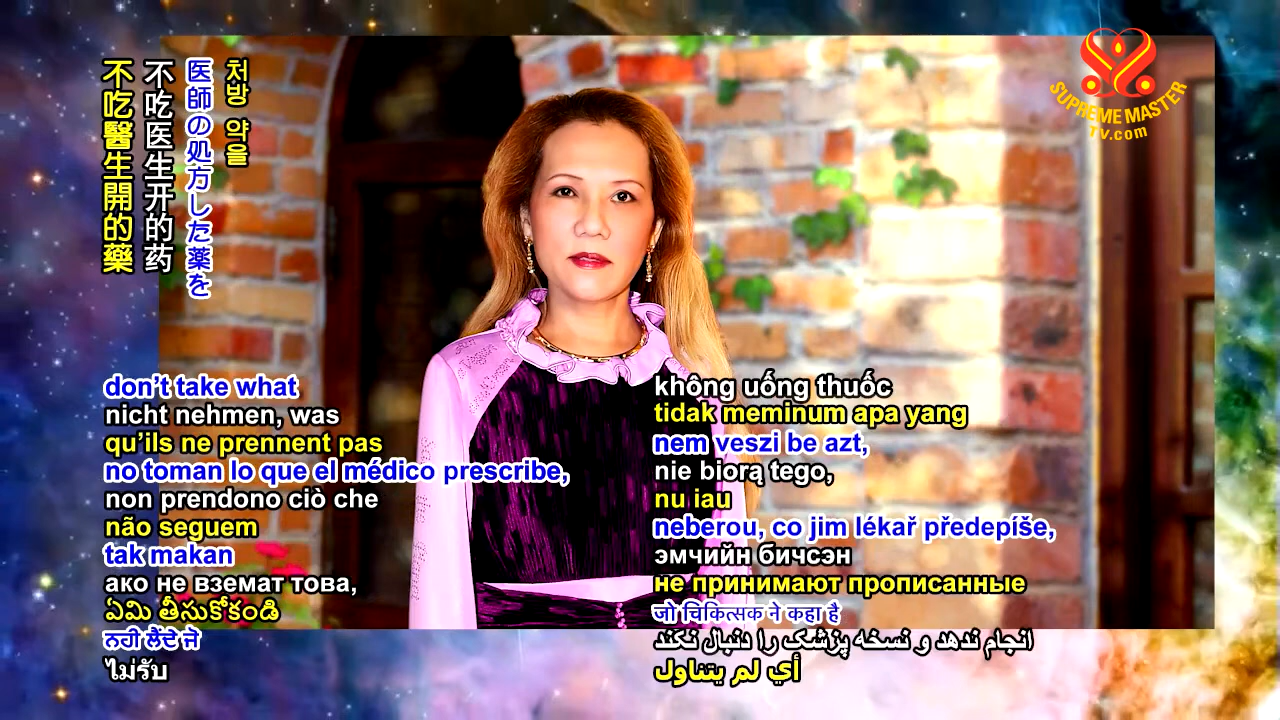 처방 약을
医師の処方した薬を
不吃医生开的药
不吃醫生開的藥
SUPREME MASTER
TV.com
don't take what
nicht nehmen, was
qu'ils ne prennent pas
no toman lo que el médico prescribe,
non prendono ciò che
não seguem
tak makan
ако не вземат това,
ఏమి తీసుకోకండి
ਨਹੀ ਲੈਂਦੇ ਜੋ
ไม่รับ
không uống thuốc
tidak meminum apa yang
nem veszi be azt,
nie biorą tego,
nu iau
neberou, co jim lékař předepíše,
эмчийн бичсэн
не принимают прописанные
जो चिकित्सक ने कहा है
انجام ندهد و نسخه پزشک را دنبال نکند
أي لم يتناول